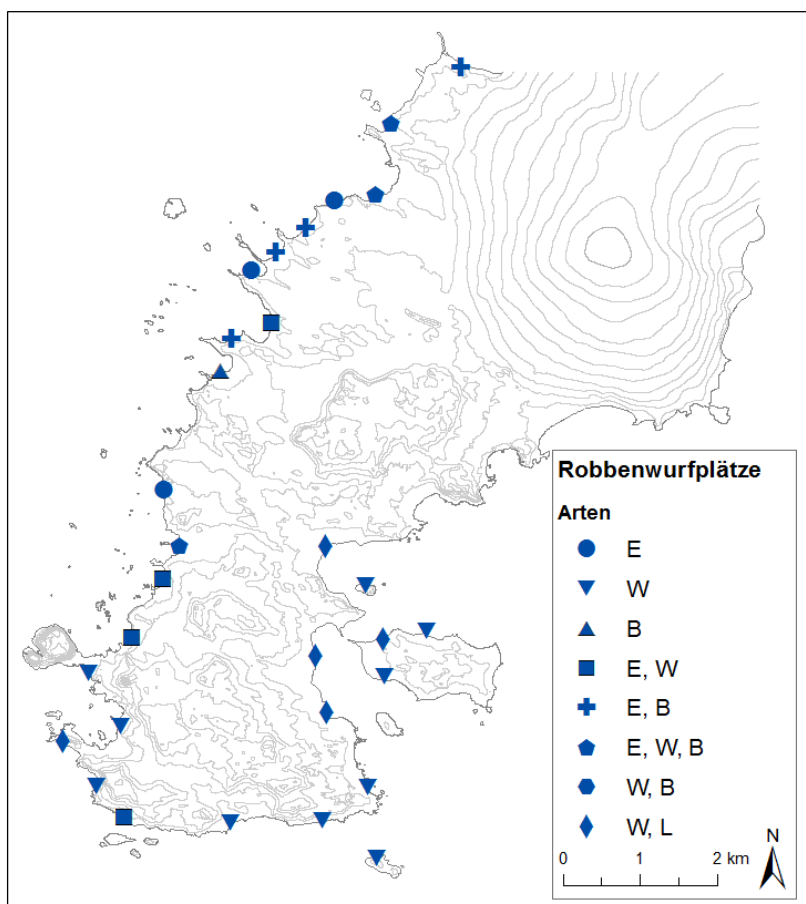 Robbenwurfplätze
Arten
E
W
B
E, W
E, B
E, W, B
W, B
W, L
N
0 1 2 km